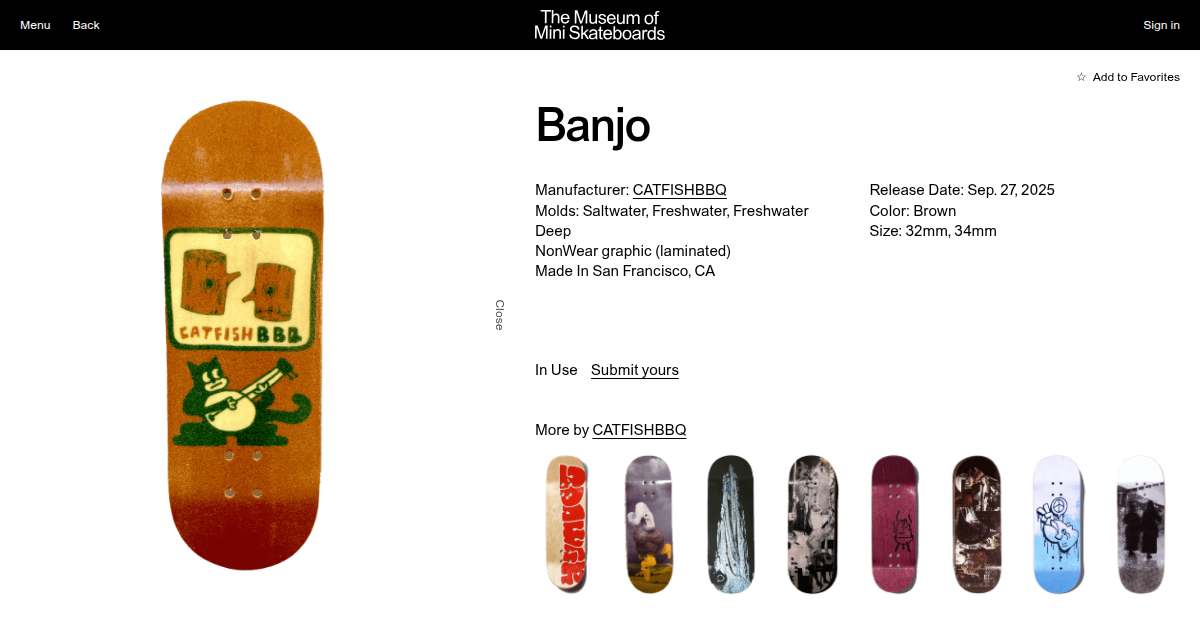 Menu
Back
The Museum of
Mini Skateboards
Sign in
☆ Add to Favorites
Banjo
Manufacturer: CATFISHBBQ
Molds: Saltwater, Freshwater, Freshwater
Deep
NonWear graphic (laminated)
Made In San Francisco, CA
Release Date: Sep. 27, 2025
Color: Brown
Size: 32mm, 34mm
CATFISHBBQ
Close
In Use
Submit yours
More by CATFISHBBQ